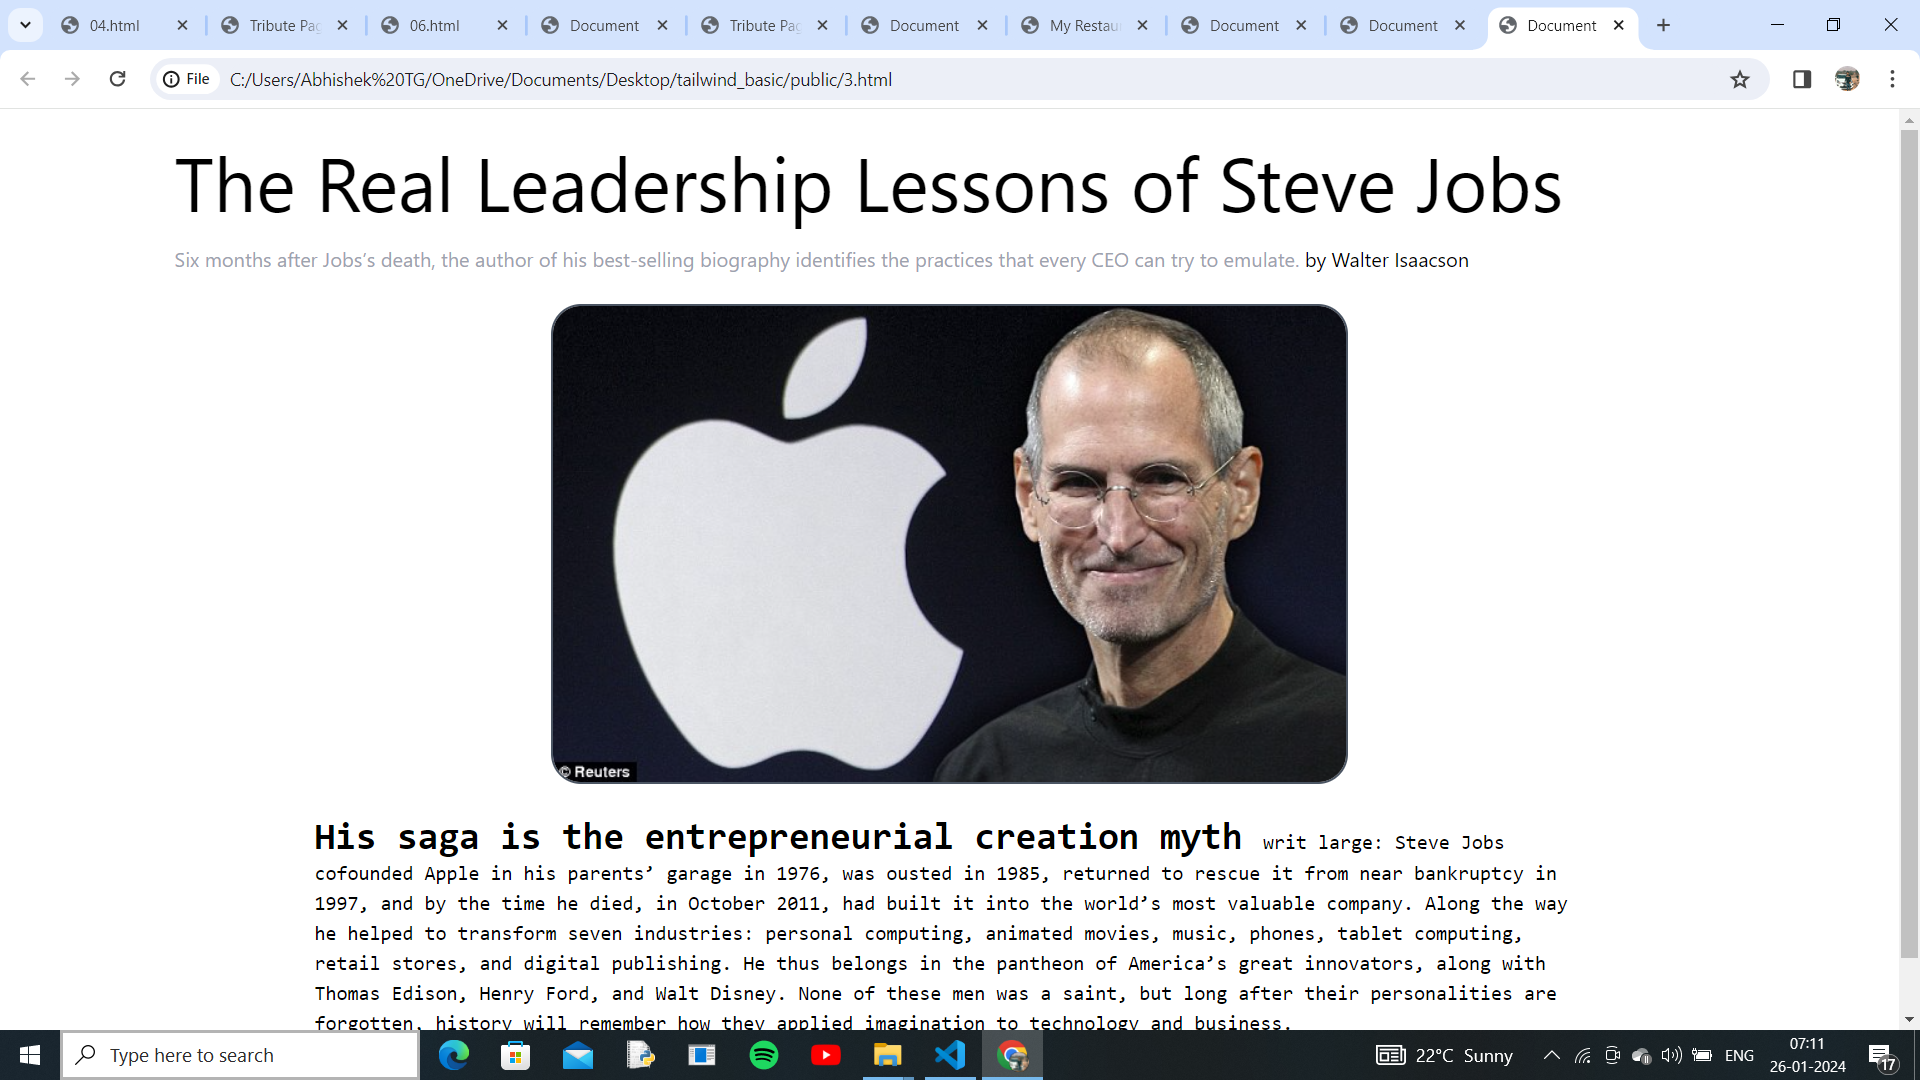 04.html
Tribute Pag
06.html
Document
Tribute Pag
Document
My Restau
Document
Document
Document
File
C:/Users/Abhishek%20TG/OneDrive/Documents/Desktop/tailwind_basic/public/3.html
The Real Leadership Lessons of Steve Jobs
Six months after Jobs’s death, the author of his best-selling biography identifies the practices that every CEO can try to emulate. by Walter Isaacson
© Reuters
His saga is the entrepreneurial creation myth writ large: Steve Jobs
cofounded Apple in his parents’ garage in 1976, was ousted in 1985, returned to rescue it from near bankruptcy in
1997, and by the time he died, in October 2011, had built it into the world’s most valuable company. Along the way
he helped to transform seven industries: personal computing, animated movies, music, phones, tablet computing,
retail stores, and digital publishing. He thus belongs in the pantheon of America’s great innovators, along with
Thomas Edison, Henry Ford, and Walt Disney. None of these men was a saint, but long after their personalities are
forgotten, history will remember how they applied imagination to technology and business.
Type here to search
22°C Sunny
ENG
07:11
26-01-2024
17